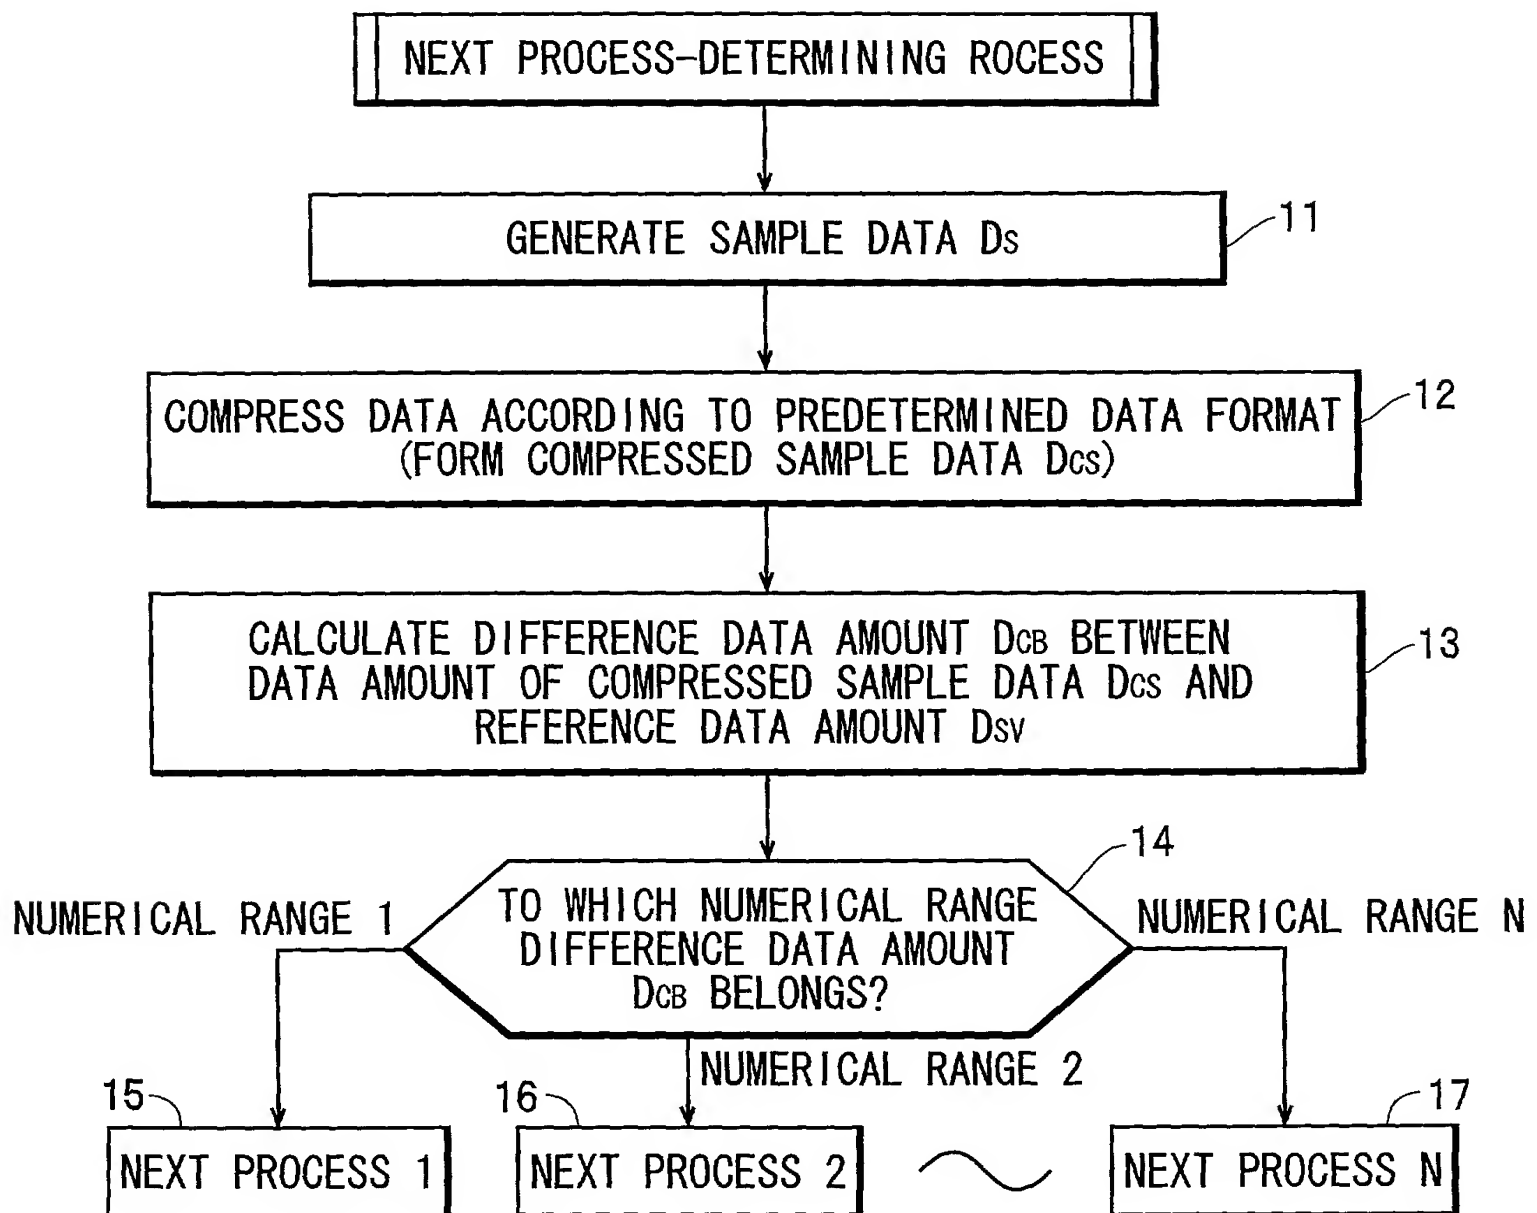 NEXT PROCESS-DETERMINING ROCESS
GENERATE SAMPLE DATA DS
11
COMPRESS DATA ACCORDING TO PREDETERMINED DATA FORMAT
(FORM COMPRESSED SAMPLE DATA DCS)
12
CALCULATE DIFFERENCE DATA AMOUNT DCB BETWEEN
DATA AMOUNT OF COMPRESSED SAMPLE DATA DCS AND
REFERENCE DATA AMOUNT DSV
13
14
TO WHICH NUMERICAL RANGE
DIFFERENCE DATA AMOUNT
DCB BELONGS?
NUMERICAL RANGE 1
NUMERICAL RANGE N
NUMERICAL RANGE 2
15
NEXT PROCESS 1
16
NEXT PROCESS 2
17
NEXT PROCESS N